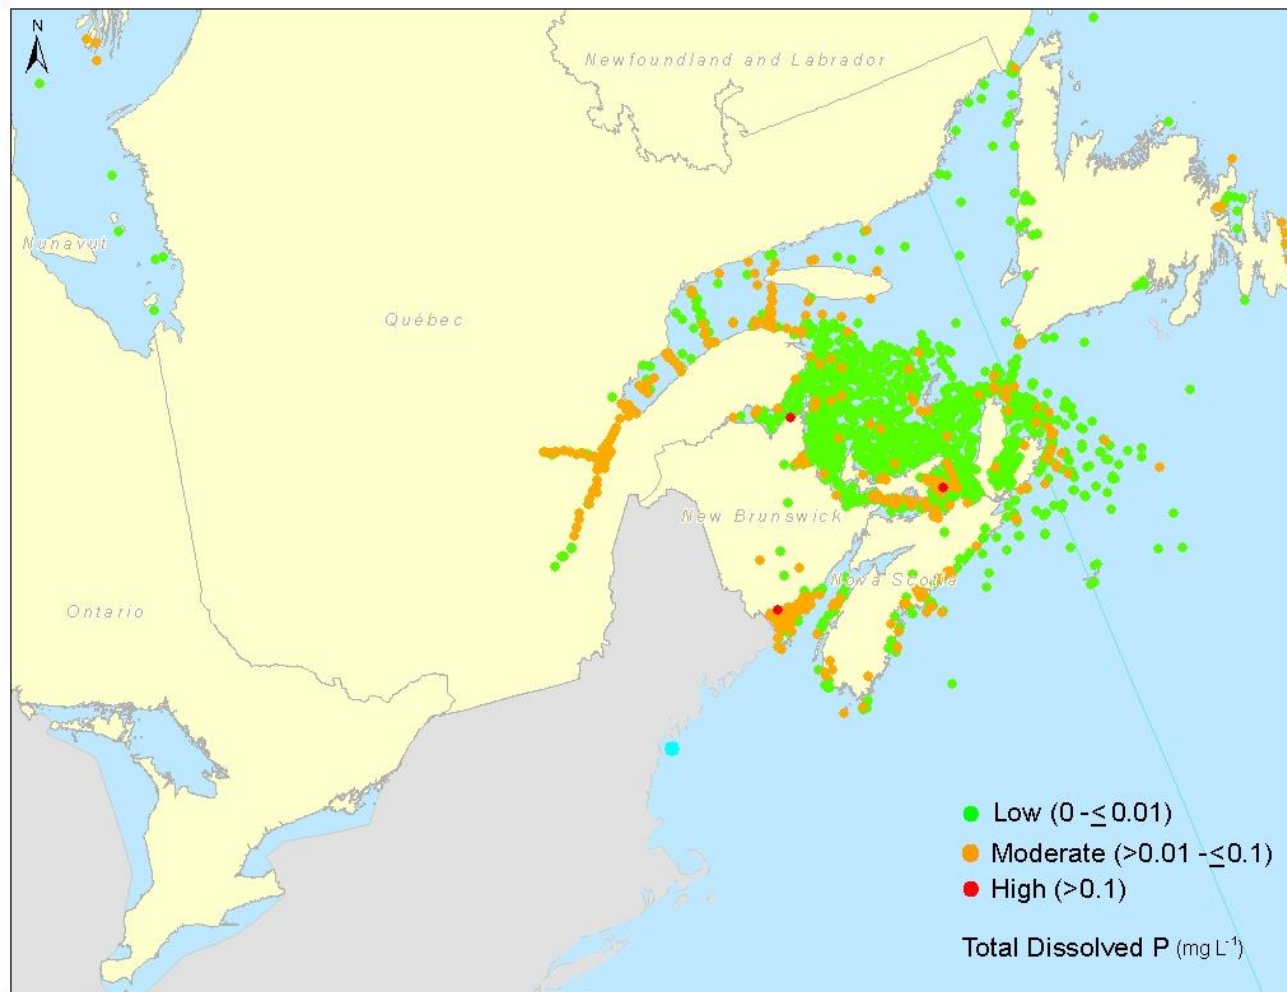 N
Newfoundland and Labrador
Nunavut
Québec
New Brunswick
Nova Scotia
Ontario
Low (0 -≤ 0.01)
Moderate (>0.01 -≤0.1)
High (>0.1)
Total Dissolved P (mg L⁻¹)